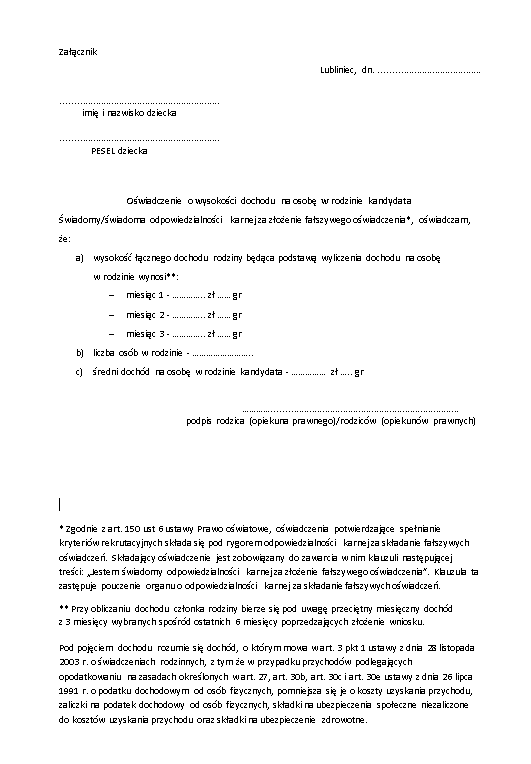 Załącznik
Lubliniec, dn. ......................................
...........................................................
imię i nazwisko dziecka
...........................................................
PESEL dziecka
Oświadczenie o wysokości dochodu na osobę w rodzinie kandydata
Świadomy/świadoma odpowiedzialności karnej za złożenie fałszywego oświadczenia*, oświadczam,
że:
a) wysokość łącznego dochodu rodziny będąca podstawą wyliczenia dochodu na osobę
w rodzinie wynosi**:
– miesiąc 1 - .............. zł ...... gr
– miesiąc 2 - .............. zł ...... gr
– miesiąc 3 - .............. zł ...... gr
b) liczba osób w rodzinie - .........................
c) średni dochód na osobę w rodzinie kandydata - .............. zł ..... gr
................................................................................
podpis rodzica (opiekuna prawnego)/rodziców (opiekunów prawnych)
* Zgodnie z art. 150 ust 6 ustawy Prawo oświatowe, oświadczenia potwierdzające spełnianie
kryteriów rekrutacyjnych składa się pod rygorem odpowiedzialności karnej za składanie fałszywych
oświadczeń. Składający oświadczenie jest zobowiązany do zawarcia w nim klauzuli następującej
treści: „Jestem świadomy odpowiedzialności karnej za złożenie fałszywego oświadczenia”. Klauzula ta
zastępuje pouczenie organu o odpowiedzialności karnej za składanie fałszywych oświadczeń.
** Przy obliczaniu dochodu członka rodziny bierze się pod uwagę przeciętny miesięczny dochód
z 3 miesięcy wybranych spośród ostatnich 6 miesięcy poprzedzających złożenie wniosku.
Pod pojęciem dochodu rozumie się dochód, o którym mowa w art. 3 pkt 1 ustawy z dnia 28 listopada
2003 r. o świadczeniach rodzinnych, z tym że w przypadku przychodów podlegających
opodatkowaniu na zasadach określonych w art. 27, art. 30b, art. 30c i art. 30e ustawy z dnia 26 lipca
1991 r. o podatku dochodowym od osób fizycznych, pomniejsza się je o koszty uzyskania przychodu,
zaliczki na podatek dochodowy od osób fizycznych, składki na ubezpieczenia społeczne niezaliczone
do kosztów uzyskania przychodu oraz składki na ubezpieczenie zdrowotne.